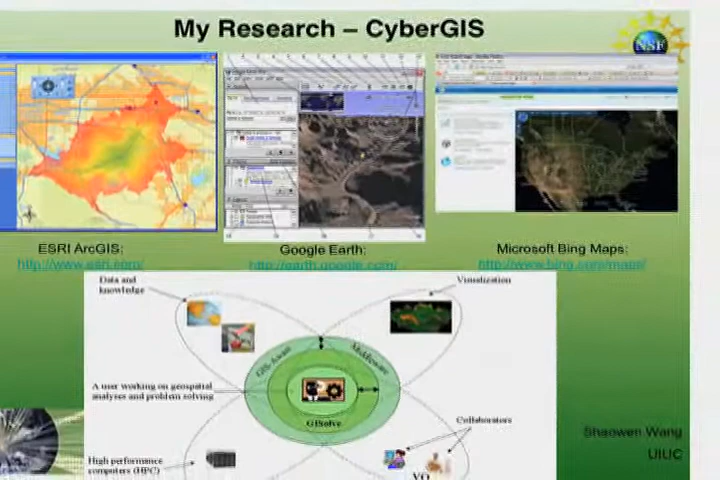 My Research – CyberGIS
NSF
ESRI ArcGIS:
http://www.esri.com/
Google Earth:
http://earth.google.com/
Microsoft Bing Maps:
http://www.bing.com/maps/
Data and
knowledge
Visualization
GIS-Aware
Middleware
A user working on geospatial
analyses and problem solving
GISolve
Collaborators
High performance
computers (HPC)
VO
Shaowen Wang
UIUC